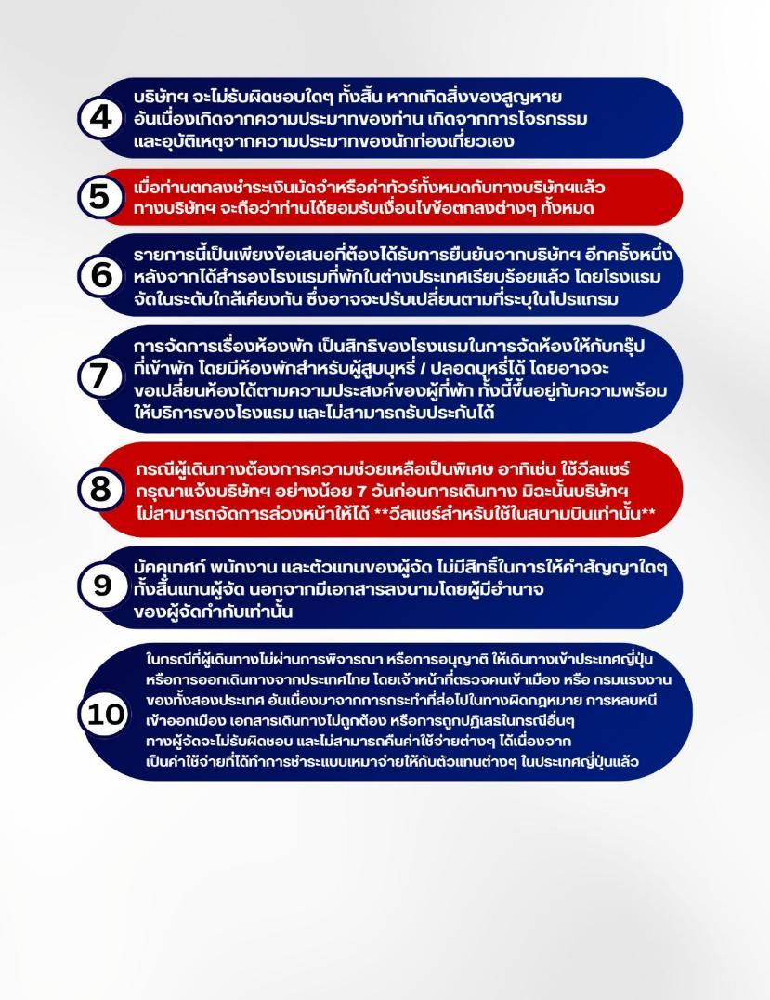 4
บริษัทฯ จะไม่รับผิดชอบใดๆ ทั้งสิ้น หากเกิดสิ่งของสูญหาย
อันเนื่องเกิดจากความประมาทของท่าน เกิดจากการโจรกรรม
และอุบัติเหตุจากความประมาทของนักท่องเที่ยวเอง
5
เมื่อท่านตกลงชำระเงินมัดจำหรือค่าทัวร์ทั้งหมดกับทางบริษัทฯแล้ว
ทางบริษัทฯ จะถือว่าท่านได้ยอมรับเงื่อนไขข้อตกลงต่างๆ ทั้งหมด
6
รายการนี้เป็นเพียงข้อเสนอที่ต้องได้รับการยืนยันจากบริษัทฯ อีกครั้งหนึ่ง
หลังจากได้สำรองโรงแรมที่พักในต่างประเทศเรียบร้อยแล้ว โดยโรงแรม
จัดในระดับใกล้เคียงกัน ซึ่งอาจจะปรับเปลี่ยนตามที่ระบุในโปรแกรม
7
การจัดการเรื่องห้องพัก เป็นสิทธิของโรงแรมในการจัดห้องให้กับกรุ๊ป
ที่เข้าพัก โดยมีห้องพักสำหรับผู้สูบบุหรี่ / ปลอดบุหรี่ได้ โดยอาจจะ
ขอเปลี่ยนห้องได้ตามความประสงค์ของผู้ที่พัก ทั้งนี้ขึ้นอยู่กับความพร้อม
ให้บริการของโรงแรม และไม่สามารถรับประกันได้
8
กรณีผู้เดินทางต้องการความช่วยเหลือเป็นพิเศษ อาทิเช่น ใช้วีลแชร์
กรุณาแจ้งบริษัทฯ อย่างน้อย 7 วันก่อนการเดินทาง มิฉะนั้นบริษัทฯ
ไม่สามารถจัดการล่วงหน้าให้ได้ **วีลแชร์สำหรับใช้ในสนามบินเท่านั้น**
9
มัคคุเทศก์ พนักงาน และตัวแทนของผู้จัด ไม่มีสิทธิ์ในการให้คำสัญญาใดๆ
ทั้งสิ้นแทนผู้จัด นอกจากมีเอกสารลงนามโดยผู้มีอำนาจ
ของผู้จัดกำกับเท่านั้น
10
ในกรณีที่ผู้เดินทางไม่ผ่านการพิจารณา หรือการอนุญาติ ให้เดินทางเข้าประเทศญี่ปุ่น
หรือการออกเดินทางจากประเทศไทย โดยเจ้าหน้าที่ตรวจคนเข้าเมือง หรือ กรมแรงงาน
ของทั้งสองประเทศ อันเนื่องมาจากการกระทำที่ส่อไปในทางผิดกฎหมาย การหลบหนี
เข้าออกเมือง เอกสารเดินทางไม่ถูกต้อง หรือการถูกปฏิเสธในกรณีอื่นๆ
ทางผู้จัดจะไม่รับผิดชอบ และไม่สามารถคืนค่าใช้จ่ายต่างๆ ได้เนื่องจาก
เป็นค่าใช้จ่ายที่ได้ทำการชำระแบบเหมาจ่ายให้กับตัวแทนต่างๆ ในประเทศญี่ปุ่นแล้ว